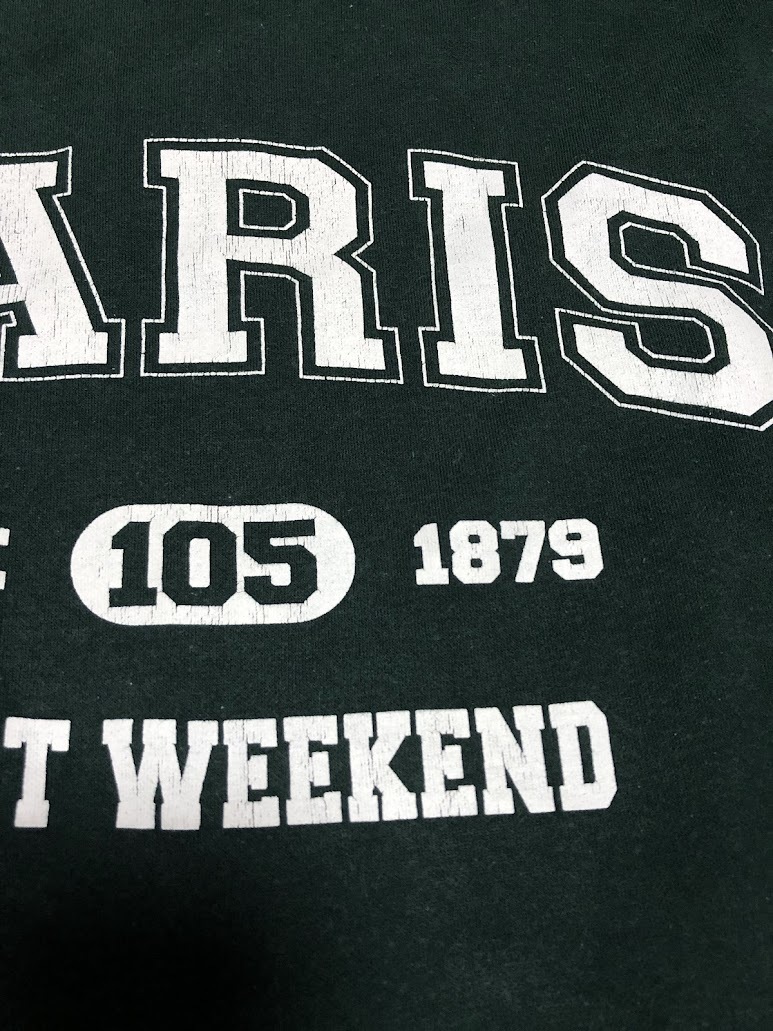 ARIS
105 1879
T WEEKEND